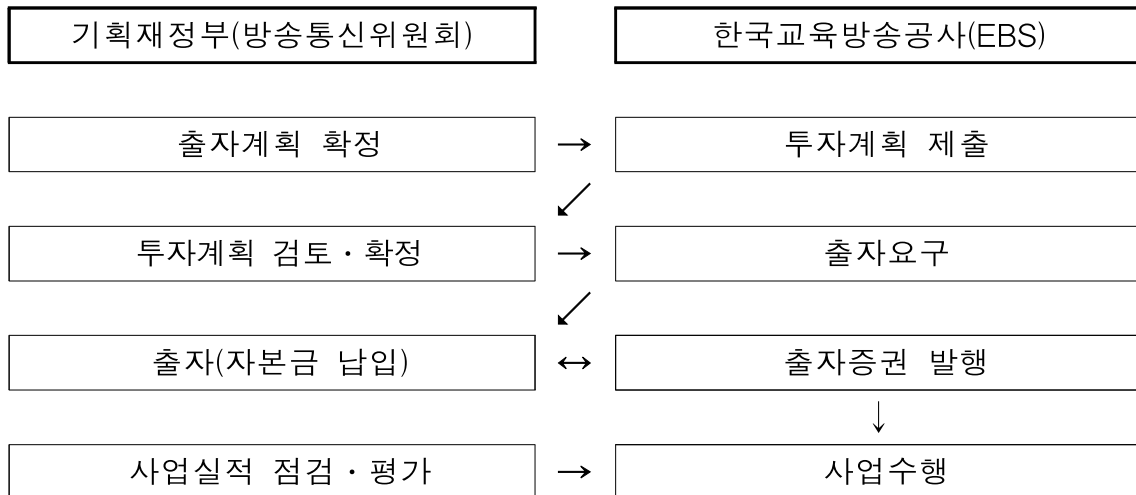 기획재정부(방송통신위원회)
한국교육방송공사(EBS)
출자계획 확정
→
투자계획 제출
투자계획 검토·확정
→
출자요구
출자(자본금 납입)
↔
출자증권 발행
↓
사업실적 점검·평가
→
사업수행